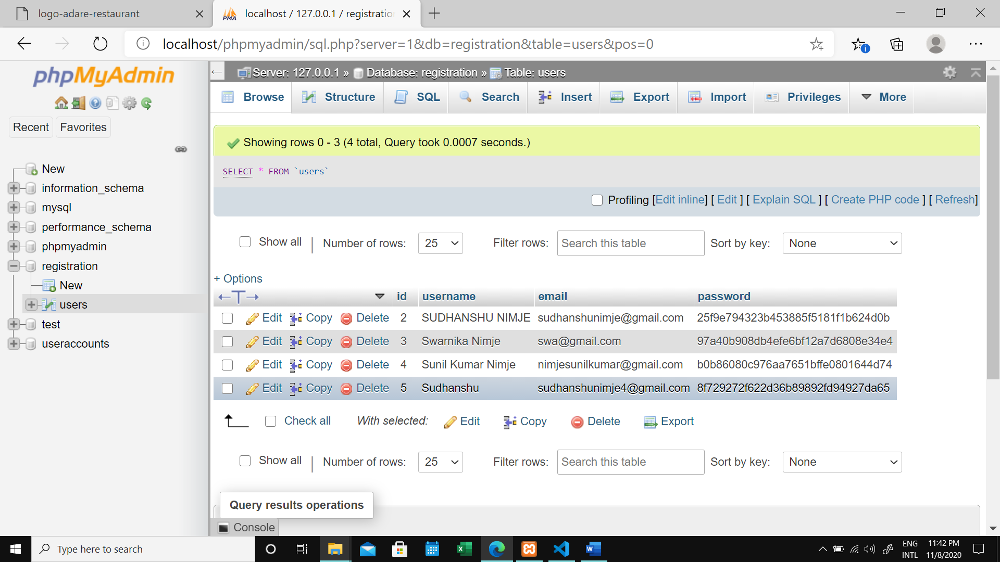 logo-adare-restaurant
localhost / 127.0.0.1 / registratio
localhost/phpmyadmin/sql.php?server=1&db=registration&table=users&pos=0
phpMyAdmin
Recent Favorites
New
information_schema
mysql
performance_schema
phpmyadmin
registration
New
users
test
useraccounts
Server: 127.0.0.1 » Database: registration » Table: users
Browse Structure SQL Search Insert Export Import Privileges More
Showing rows 0 - 3 (4 total, Query took 0.0007 seconds.)
SELECT * FROM `users`
Profiling [Edit inline] [ Edit ] [ Explain SQL ] [ Create PHP code ] [ Refresh]
Show all | Number of rows: 25 Filter rows: Search this table Sort by key: None
+ Options
←T→ id username email password
Edit Copy Delete 2 SUDHANSHU NIMJE sudhanshunimje@gmail.com 25f9e794323b453885f5181f1b624d0b
Edit Copy Delete 3 Swarnika Nimje swa@gmail.com 97a40b908db4efe6bf12a7d6808e34e4
Edit Copy Delete 4 Sunil Kumar Nimje nimjesunilkumar@gmail.com b0b86080c976aa7651bffe0801644d74
Edit Copy Delete 5 Sudhanshu sudhanshunimje4@gmail.com 8f729272f622d36b89892fd94927da65
Check all With selected: Edit Copy Delete Export
Show all | Number of rows: 25 Filter rows: Search this table Sort by key: None
Query results operations
Console
Type here to search
ENG
INTL
11:42 PM
11/8/2020